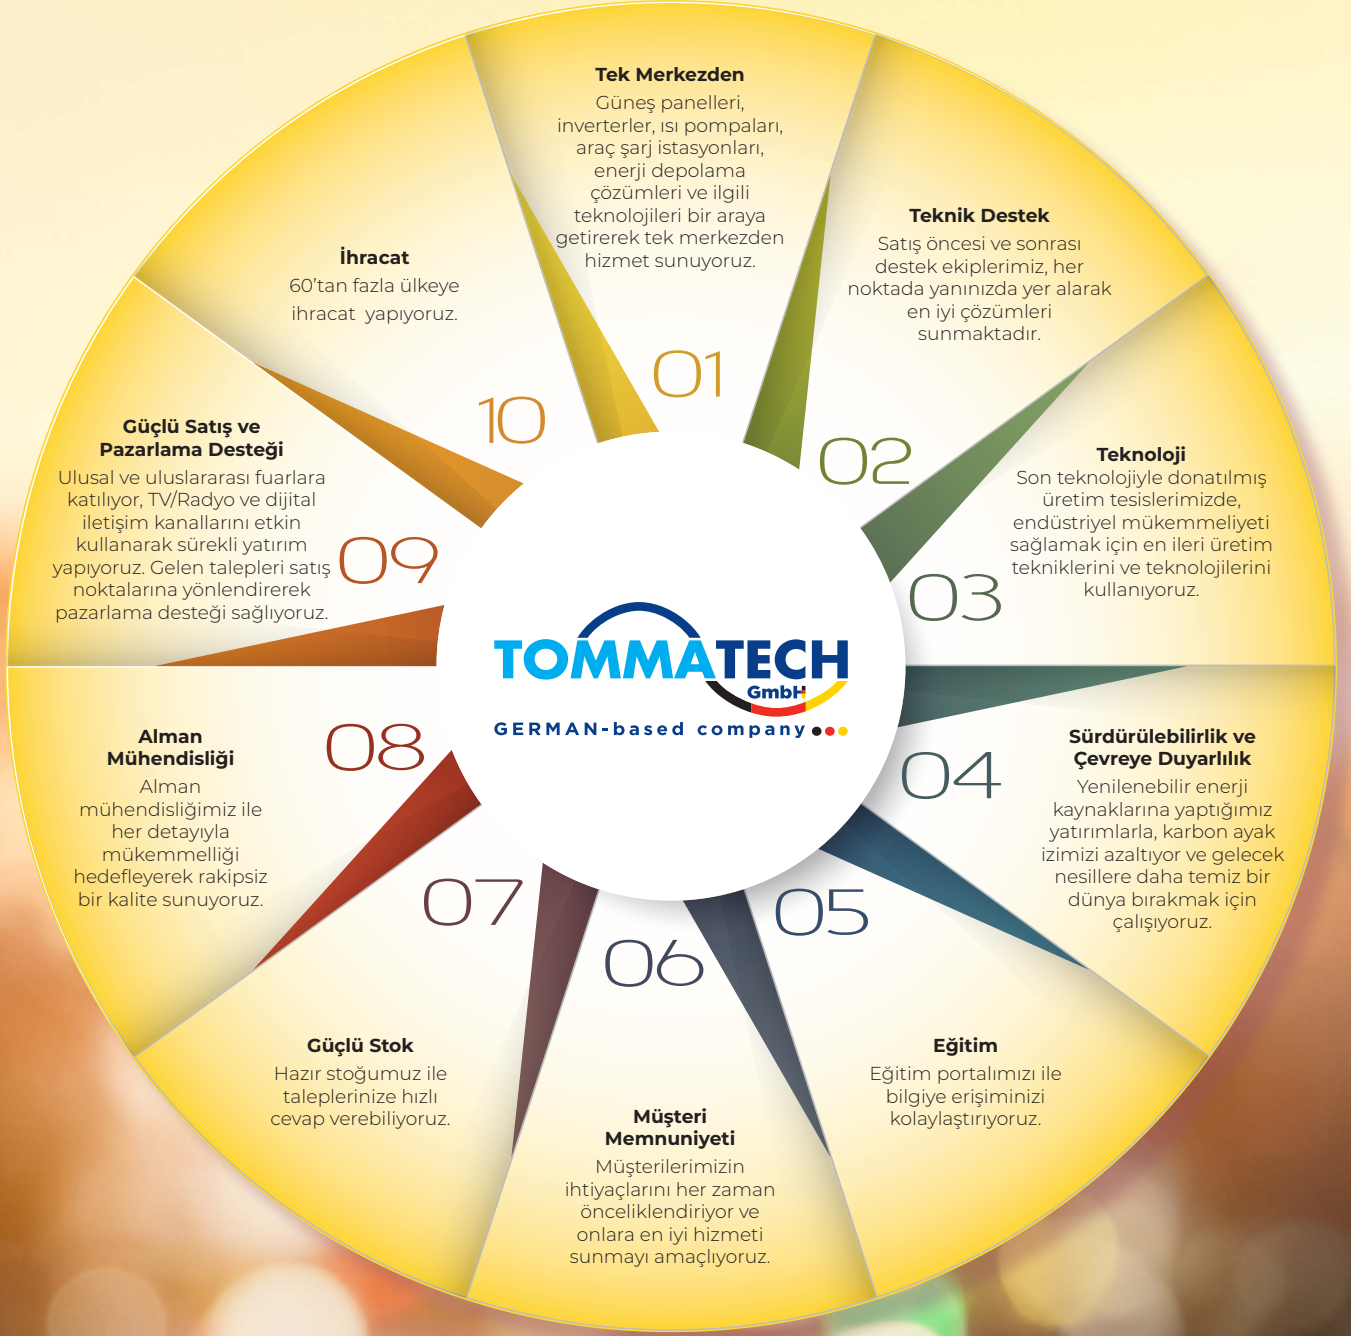 Tek Merkezden
Güneş panelleri,
inverterler, ısı pompaları,
araç şarj istasyonları,
enerji depolama
çözümleri ve ilgili
teknolojileri bir araya
getirerek tek merkezden
hizmet sunuyoruz.
01
Teknik Destek
Satış öncesi ve sonrası
destek ekiplerimiz, her
noktada yanınızda yer alarak
en iyi çözümleri
sunmaktadır.
02
Teknoloji
Son teknolojiyle donatılmış
üretim tesislerimizde,
endüstriyel mükemmeliyeti
sağlamak için en ileri üretim
tekniklerini ve teknolojilerini
kullanıyoruz.
03
Sürdürülebilirlik ve
Çevreye Duyarlılık
Yenilenebilir enerji
kaynaklarına yaptığımız
yatırımlarla, karbon ayak
izimizi azaltıyor ve gelecek
nesillere daha temiz bir
dünya bırakmak için
çalışıyoruz.
04
Eğitim
Eğitim portalımızı ile
bilgiye erişiminizi
kolaylaştırıyoruz.
05
Müşteri
Memnuniyeti
Müşterilerimizin
ihtiyaçlarını her zaman
önceliklendiriyor ve
onlara en iyi hizmeti
sunmayı amaçlıyoruz.
06
Güçlü Stok
Hazır stoğumuz ile
taleplerinize hızlı
cevap verebiliyoruz.
07
Alman
Mühendisliği
Alman
mühendisliğimiz ile
her detayıyla
mükemmelliği
hedefleyerek rakipsiz
bir kalite sunuyoruz.
08
Güçlü Satış ve
Pazarlama Desteği
Ulusal ve uluslararası fuarlara
katılıyor, TV/Radyo ve dijital
iletişim kanallarını etkin
kullanarak sürekli yatırım
yapıyoruz. Gelen talepleri satış
noktalarına yönlendirerek
pazarlama desteği sağlıyoruz.
09
İhracat
60’tan fazla ülkeye
ihracat yapıyoruz.
10
TOMMATECH
GmbH
GERMAN-based company